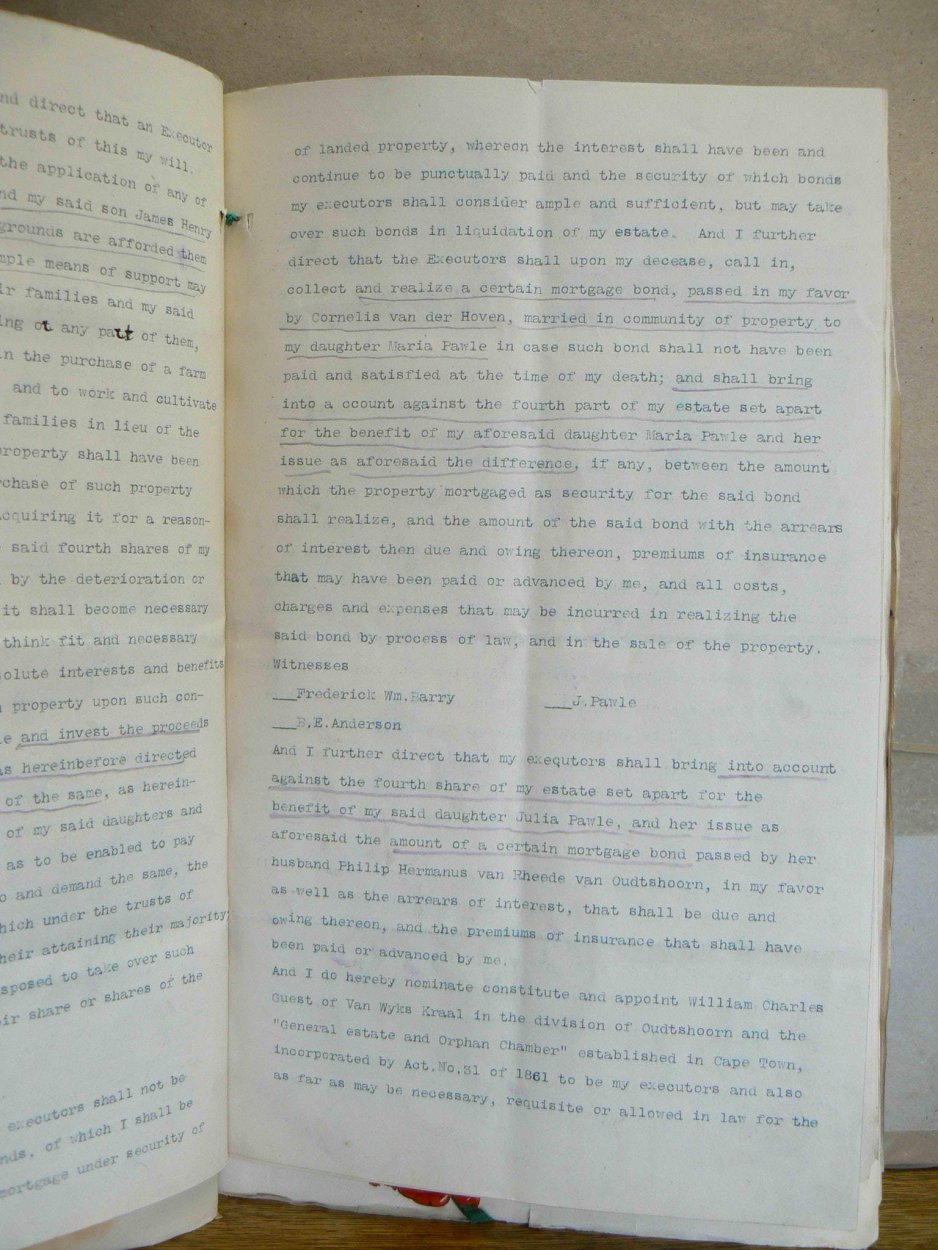 nd direct that an Executor
trusts of this my will.
the application of any of
nd my said son James Henry
grounds are afforded them
mple means of support may
ir families and my said
ing ot any patt of them,
in the purchase of a farm
and to work and cultivate
families in lieu of the
property shall have been
rchase of such property
acquiring it for a reason-
said fourth shares of my
by the deterioration or
it shall become necessary
think fit and necessary
solute interests and benefits
property upon such con-
le and invest the proceeds
as hereinbefore directed
of the same, as herein-
of my said daughters and
as to be enabled to pay
o and demand the same, the
hich under the trusts of
heir attaining their majority
sposed to take over such
eir share or shares of the
executors shall not be
nds, of which I shall be
mortgage under security of
of landed property, whereon the interest shall have been and
continue to be punctually paid and the security of which bonds
my executors shall consider ample and sufficient, but may take
over such bonds in liquidation of my estate. And I further
direct that the Executors shall upon my decease, call in,
collect and realize a certain mortgage bond, passed in my favor
by Cornelis van der Hoven, married in community of property to
my daughter Maria Pawle in case such bond shall not have been
paid and satisfied at the time of my death; and shall bring
into a ccount against the fourth part of my estate set apart
for the benefit of my aforesaid daughter Maria Pawle and her
issue as aforesaid the difference, if any, between the amount
which the property mortgaged as security for the said bond
shall realize, and the amount of the said bond with the arrears
of interest then due and owing thereon, premiums of insurance
that may have been paid or advanced by me, and all costs,
charges and expenses that may be incurred in realizing the
said bond by process of law, and in the sale of the property.
Witnesses
___Frederick Wm.Barry ___J.Pawle
___B.E.Anderson
And I further direct that my exequtors shall bring into account
against the fourth share of my estate set apart for the
benefit of my said daughter Julia Pawle, and her issue as
aforesaid the amount of a certain mortgage bond passed by her
husband Philip Hermanus van Rheede van Oudtshoorn, in my favor
as well as the arrears of interest, that shall be due and
owing thereon, and the premiums of insurance that shall have
been paid or advanced by me.
And I do hereby nominate constitute and appoint William Charles
Guest of Van Wyks Kraal in the division of Oudtshoorn and the
"General estate and Orphan Chamber" established in Cape Town,
incorporated by Act.No,31 of 1861 to be my executors and also
as far as may be necessary, requisite or allowed in law for the